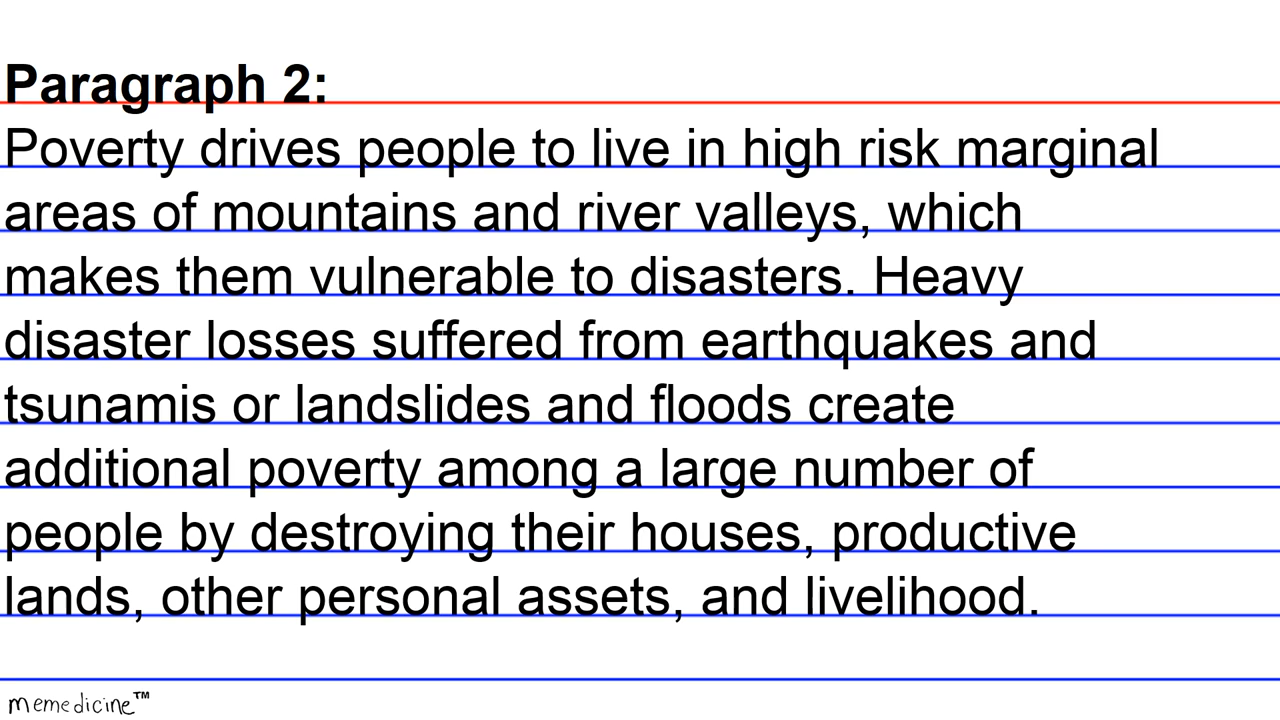 Paragraph 2:
Poverty drives people to live in high risk marginal
areas of mountains and river valleys, which
makes them vulnerable to disasters. Heavy
disaster losses suffered from earthquakes and
tsunamis or landslides and floods create
additional poverty among a large number of
people by destroying their houses, productive
lands, other personal assets, and livelihood.
memedicine™